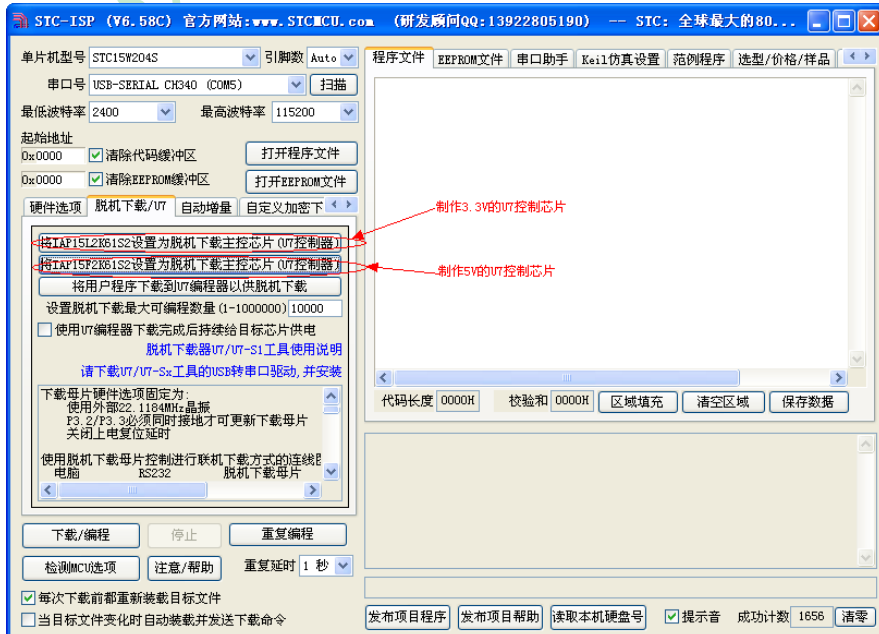 STC-ISP (V6.58C) 官方网站:www.STCMCU.com (研发顾问QQ:13922805190) -- STC: 全球最大的80...
单片机型号 STC15W204S 引脚数 Auto
串口号 USB-SERIAL CH340 (COM5) 扫描
最低波特率 2400 最高波特率 115200
起始地址
0x0000 清除代码缓冲区 打开程序文件
0x0000 清除EEPROM缓冲区 打开EEPROM文件
硬件选项 脱机下载/U7 自动增量 自定义加密下
将IAP15L2K61S2设置为脱机下载主控芯片(U7控制器)
将IAP15F2K61S2设置为脱机下载主控芯片(U7控制器)
将用户程序下载到U7编程器以供脱机下载
设置脱机下载最大可编程数量(1-1000000) 10000
使用U7编程器下载完成后持续给目标芯片供电
脱机下载器U7/U7-S1工具使用说明
请下载U7/U7-Sx工具的USB转串口驱动,并安装
下载母片硬件选项固定为:
使用外部22.1184MHz晶振
P3.2/P3.3必须同时接地才可更新下载母片
关闭上电复位延时
使用脱机下载母片控制进行联机下载方式的连线
电脑 RS232 脱机下载母片
下载/编程 停止 重复编程
检测MCU选项 注意/帮助 重复延时 1 秒
每次下载前都重新装载目标文件
当目标文件变化时自动装载并发送下载命令
程序文件 EEPROM文件 串口助手 Keil仿真设置 范例程序 选型/价格/样品
制作3.3V的U7控制芯片
制作5V的U7控制芯片
代码长度 0000H 校验和 0000H 区域填充 清空区域 保存数据
发布项目程序 发布项目帮助 读取本机硬盘号 提示音 成功计数 1656 清零